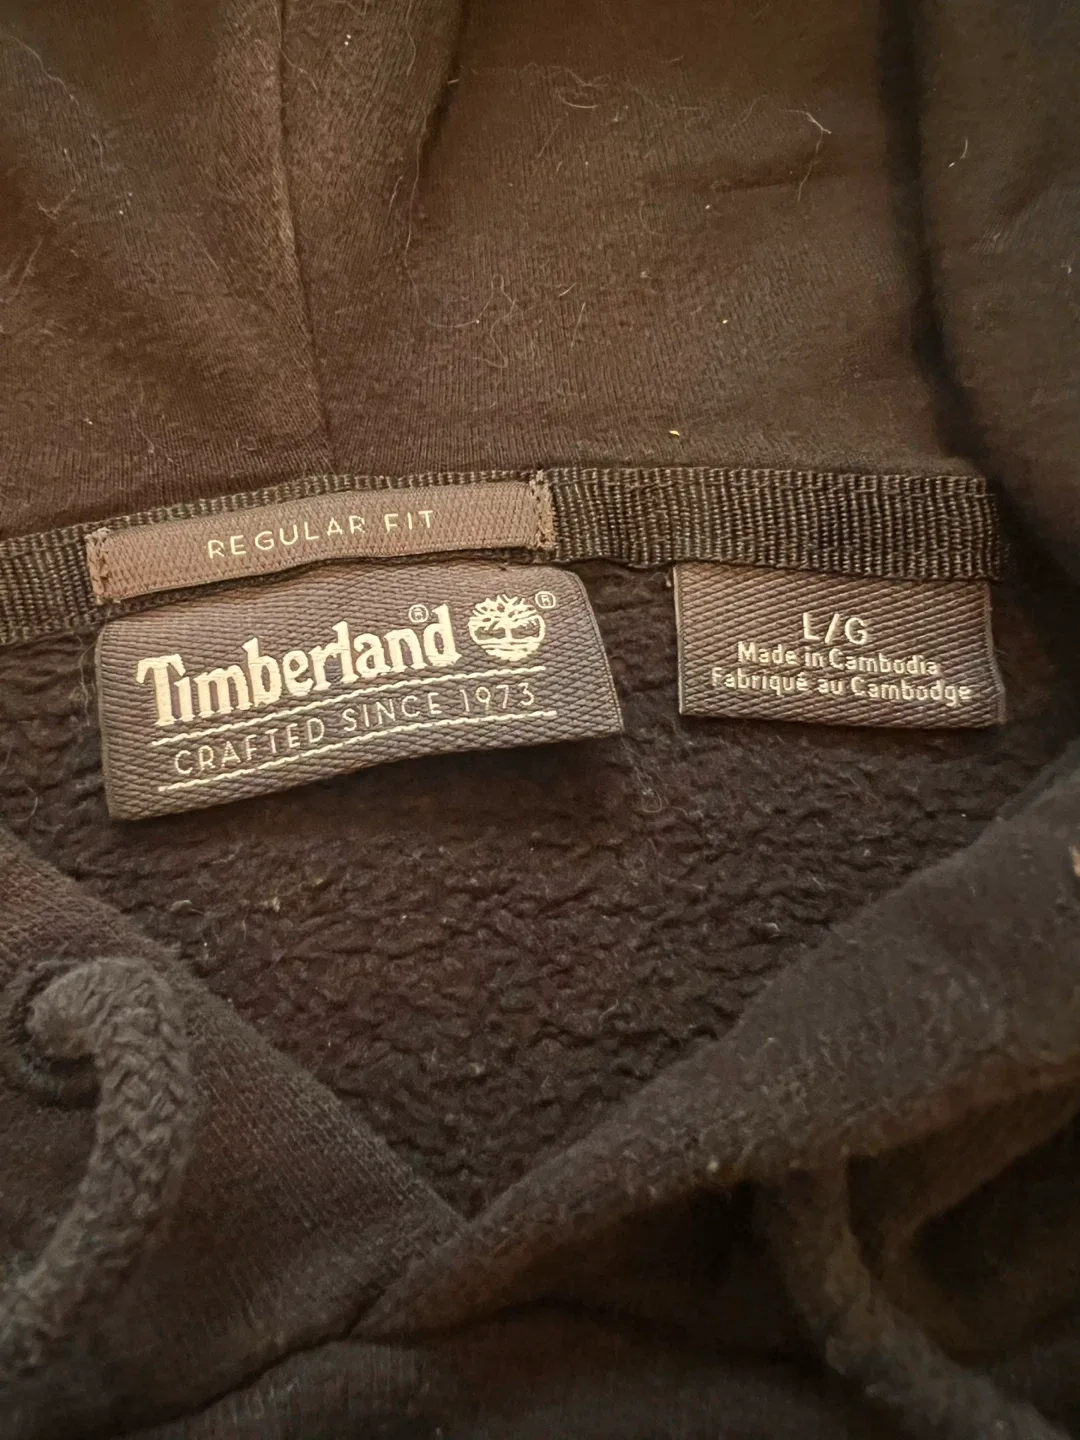 REGULAR FIT
Timberland® ®
CRAFTED SINCE 1973
L/G
Made in Cambodia
Fabriqué au Cambodge